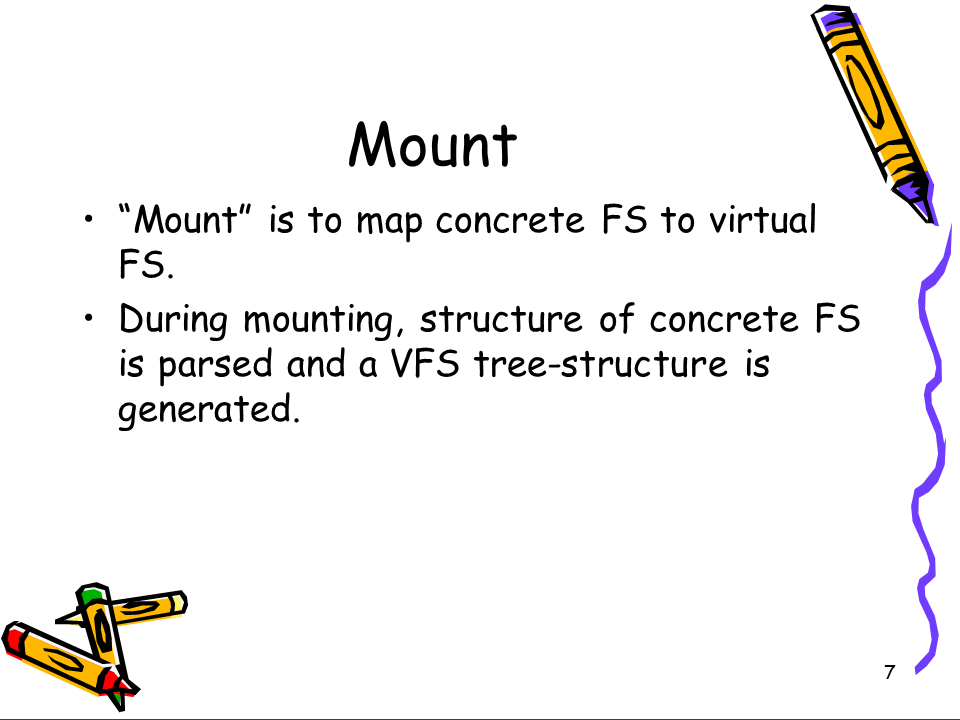 Mount
• “Mount” is to map concrete FS to virtual
FS.
• During mounting, structure of concrete FS
is parsed and a VFS tree-structure is
generated.
7